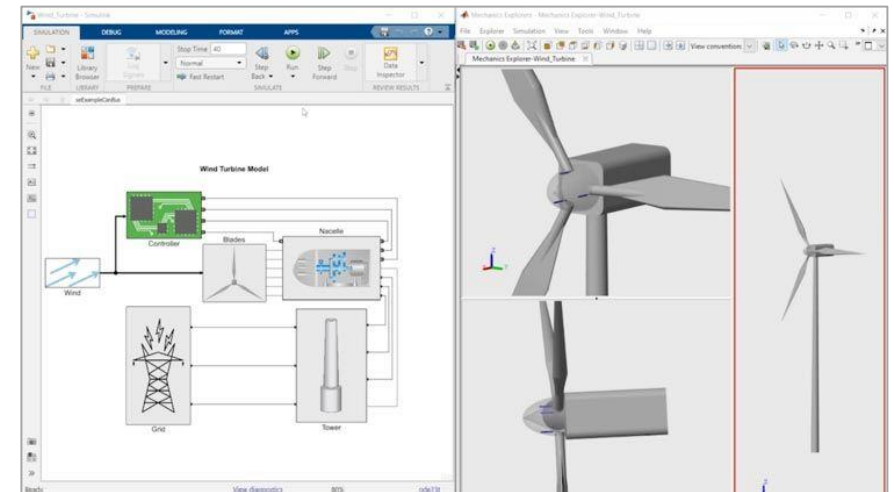 Wind_Turbine - Simulink
SIMULATION DEBUG MODELING FORMAT APPS
New
Library Browser
Stop Time 40
Normal
Fast Restart
Step Back
Run
Step Forward
Stop
Data Inspector
FILE LIBRARY PREPARE SIMULATE REVIEW RESULTS
Wind Turbine Model
Controller
Blades
Nacelle
Wind
Grid
Tower
Ready View diagnostics 80%
Mechanics Explorers - Mechanics Explorer-Wind_Turbine
File Explorer Simulation View Tools Window Help
View convention:
Mechanics Explorer-Wind_Turbine